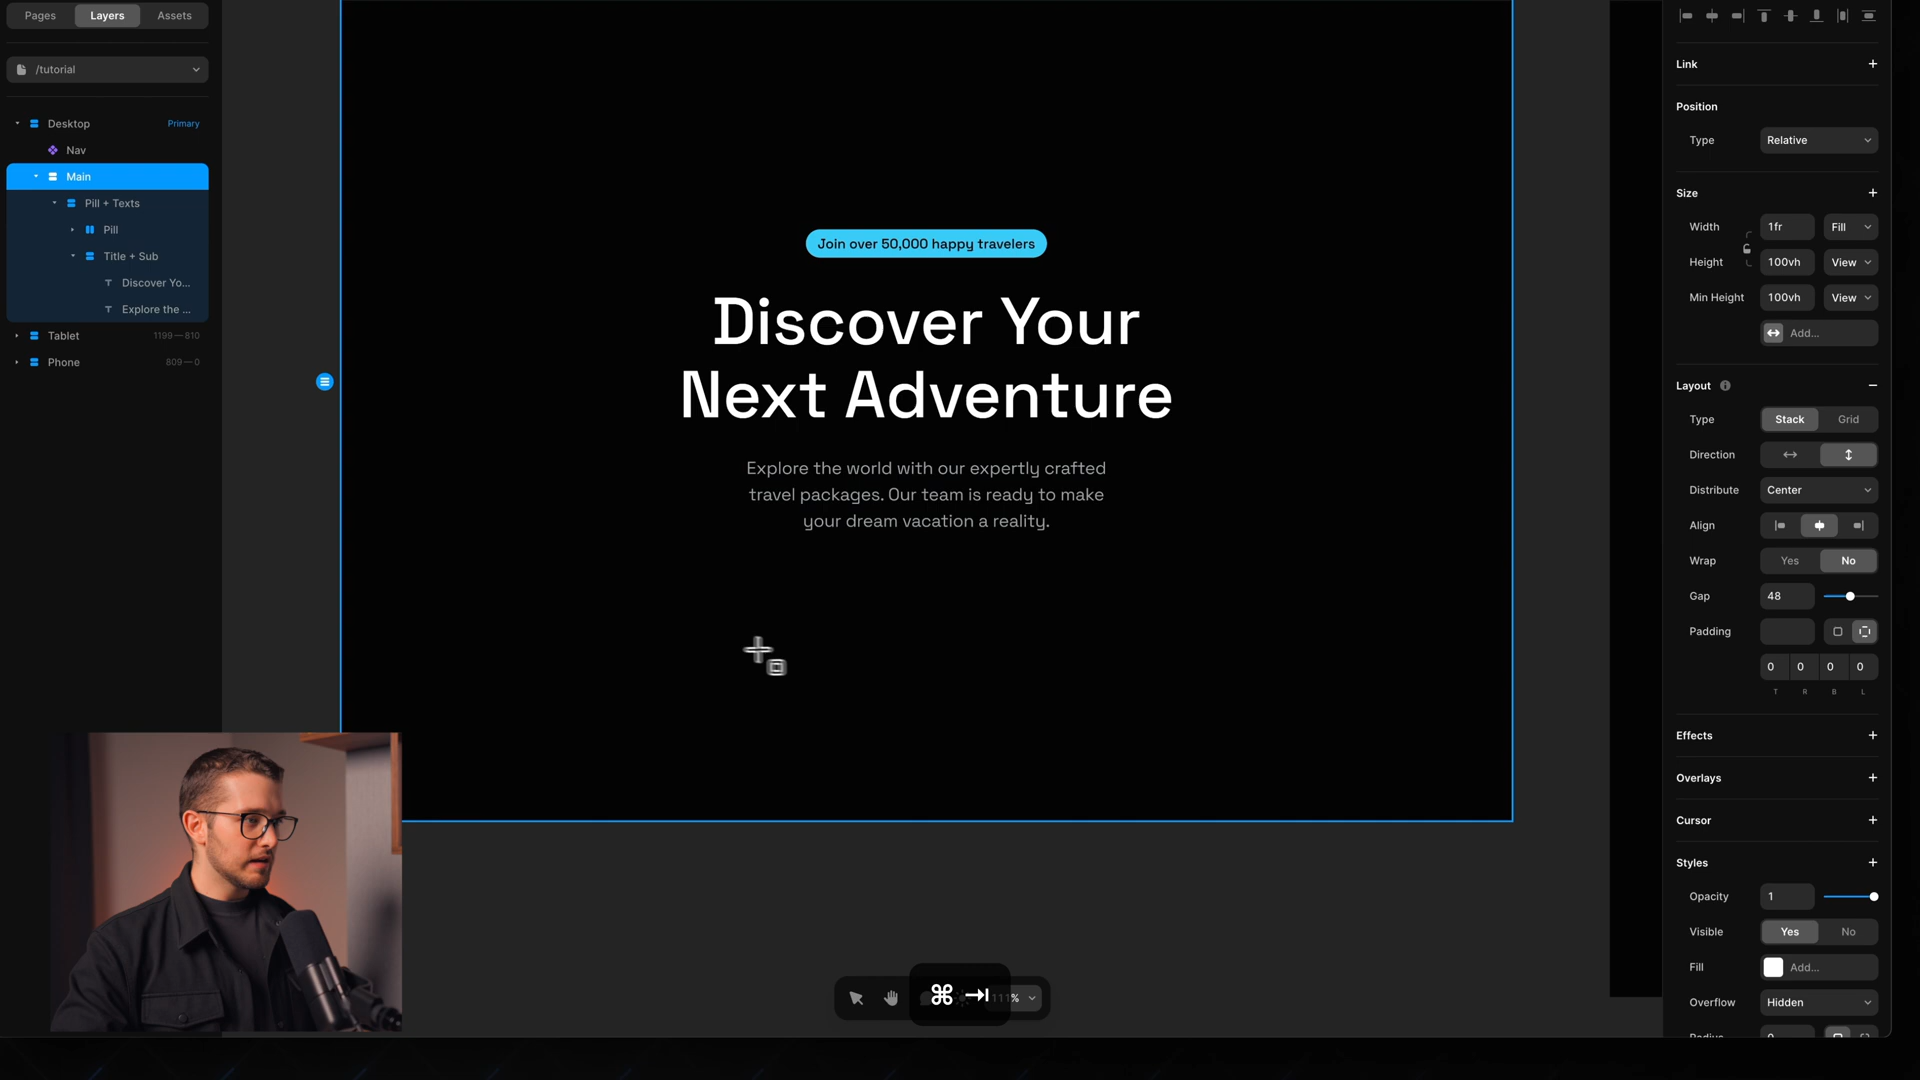 Pages Layers Assets
/tutorial
Desktop Primary
Nav
Main
Pill + Texts
Pill
Title + Sub
Discover Yo...
Explore the ...
Tablet 1199—810
Phone 809—0
Join over 50,000 happy travelers
Discover Your
Next Adventure
Explore the world with our expertly crafted
travel packages. Our team is ready to make
your dream vacation a reality.
111%
Link
Position
Type Relative
Size
Width 1fr Fill
Height 100vh View
Min Height 100vh View
Add...
Layout
Type Stack Grid
Direction
Distribute Center
Align
Wrap Yes No
Gap 48
Padding
0 0 0 0
T R B L
Effects
Overlays
Cursor
Styles
Opacity 1
Visible Yes No
Fill Add...
Overflow Hidden
Radius 0